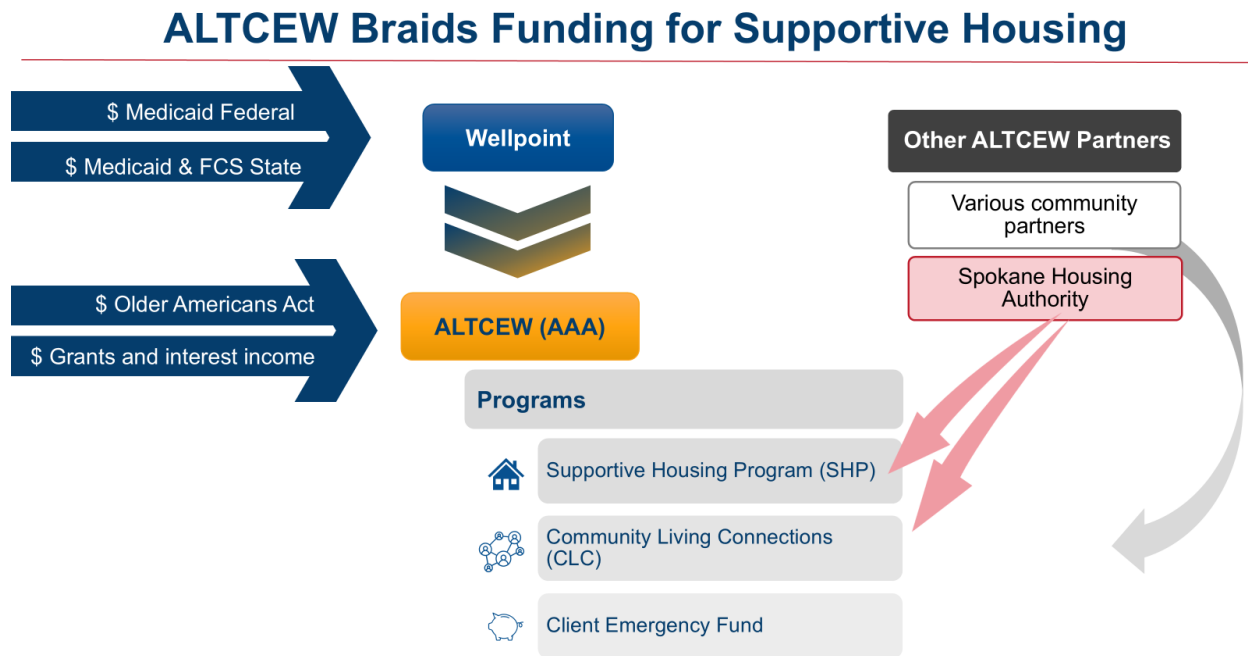 ALTCEW Braids Funding for Supportive Housing
$ Medicaid Federal
$ Medicaid & FCS State
Wellpoint
Other ALTCEW Partners
Various community
partners
Spokane Housing
Authority
$ Older Americans Act
$ Grants and interest income
ALTCEW (AAA)
Programs
Supportive Housing Program (SHP)
Community Living Connections
(CLC)
Client Emergency Fund